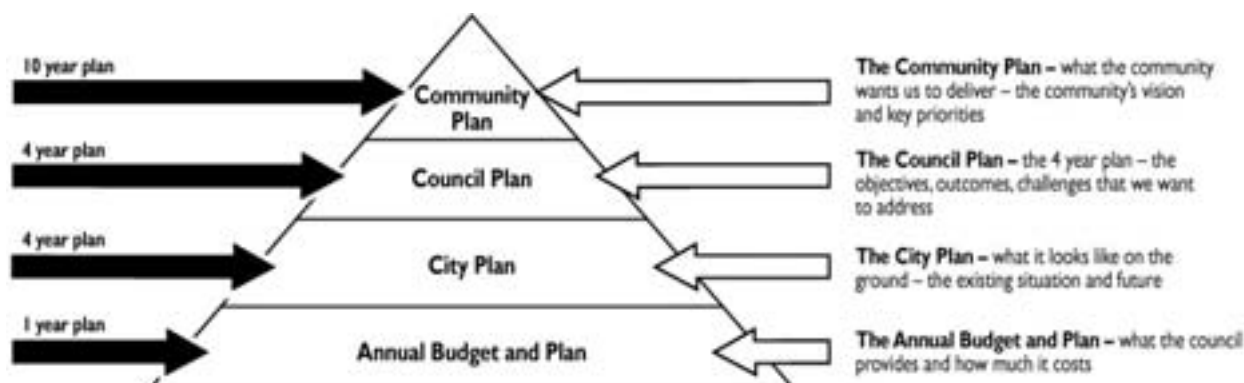 10 year plan
Community
Plan
The Community Plan – what the community
wants us to deliver – the community's vision
and key priorities
4 year plan
Council Plan
The Council Plan – the 4 year plan – the
objectives, outcomes, challenges that we want
to address
4 year plan
City Plan
The City Plan – what it looks like on the
ground – the existing situation and future
1 year plan
Annual Budget and Plan
The Annual Budget and Plan – what the council
provides and how much it costs